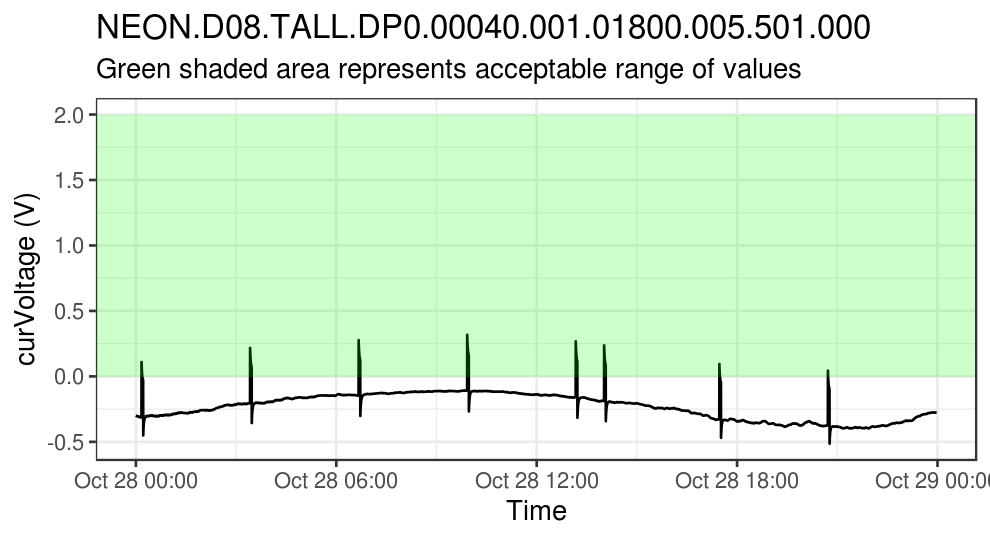 NEON.D08.TALL.DP0.00040.001.01800.005.501.000
Green shaded area represents acceptable range of values
curVoltage (V)
2.0
1.5
1.0
0.5
0.0
-0.5
Oct 28 00:00 Oct 28 06:00 Oct 28 12:00 Oct 28 18:00 Oct 29 00:00
Time